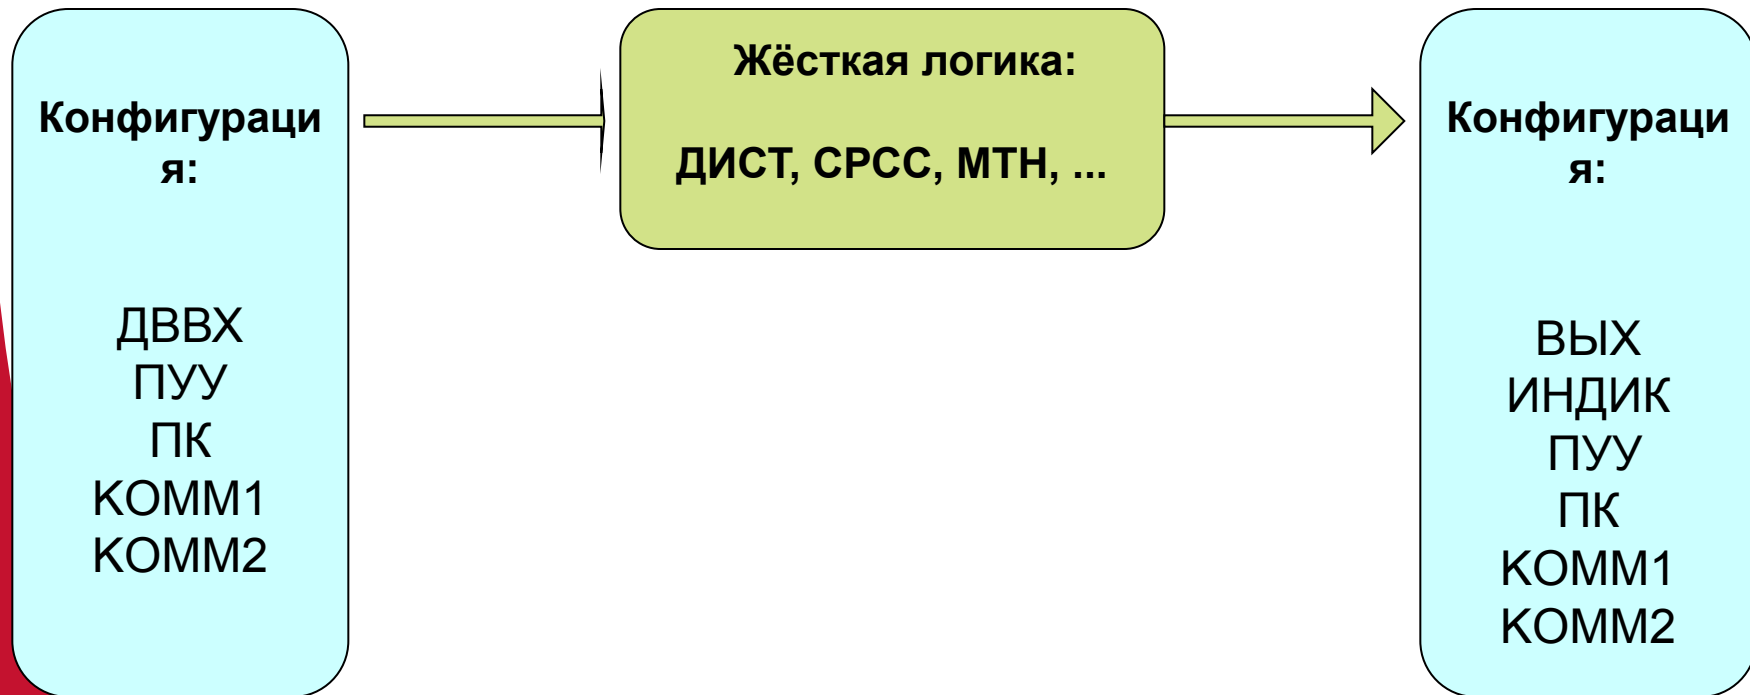 Конфигураци
я:
ДВВХ
ПУУ
ПК
КОММ1
КОММ2
Жёсткая логика:
ДИСТ, СРСС, МТН, ...
Конфигураци
я:
ВЫХ
ИНДИК
ПУУ
ПК
КОММ1
КОММ2